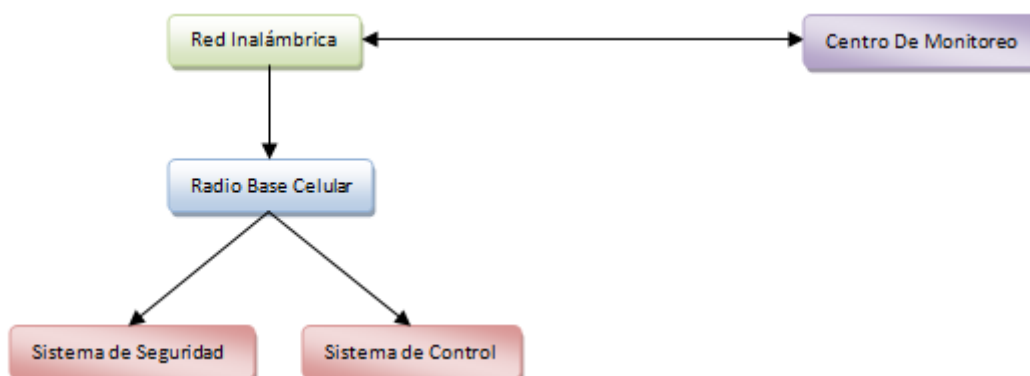 Red Inalámbrica
Centro De Monitoreo
Radio Base Celular
Sistema de Seguridad
Sistema de Control